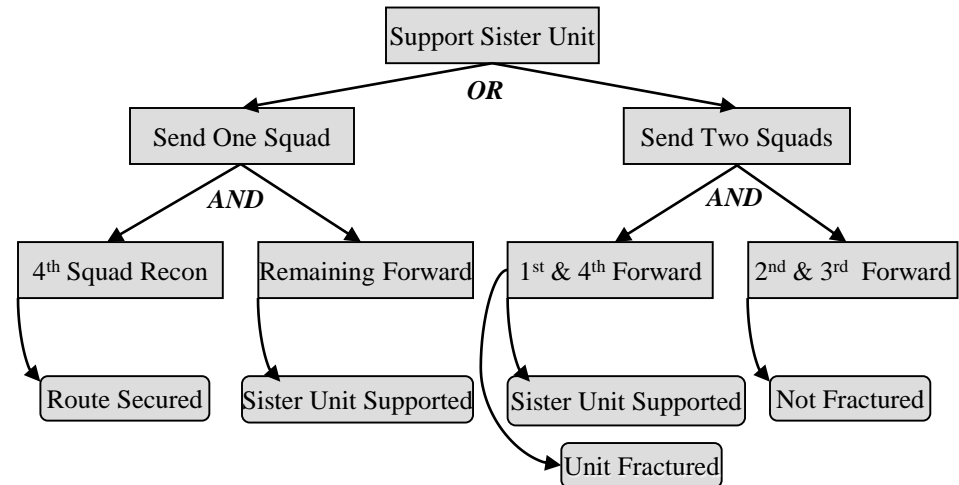 Support Sister Unit
OR
Send One Squad
Send Two Squads
AND
AND
4th Squad Recon
Remaining Forward
1st & 4th Forward
2nd & 3rd Forward
Route Secured
Sister Unit Supported
Sister Unit Supported
Not Fractured
Unit Fractured